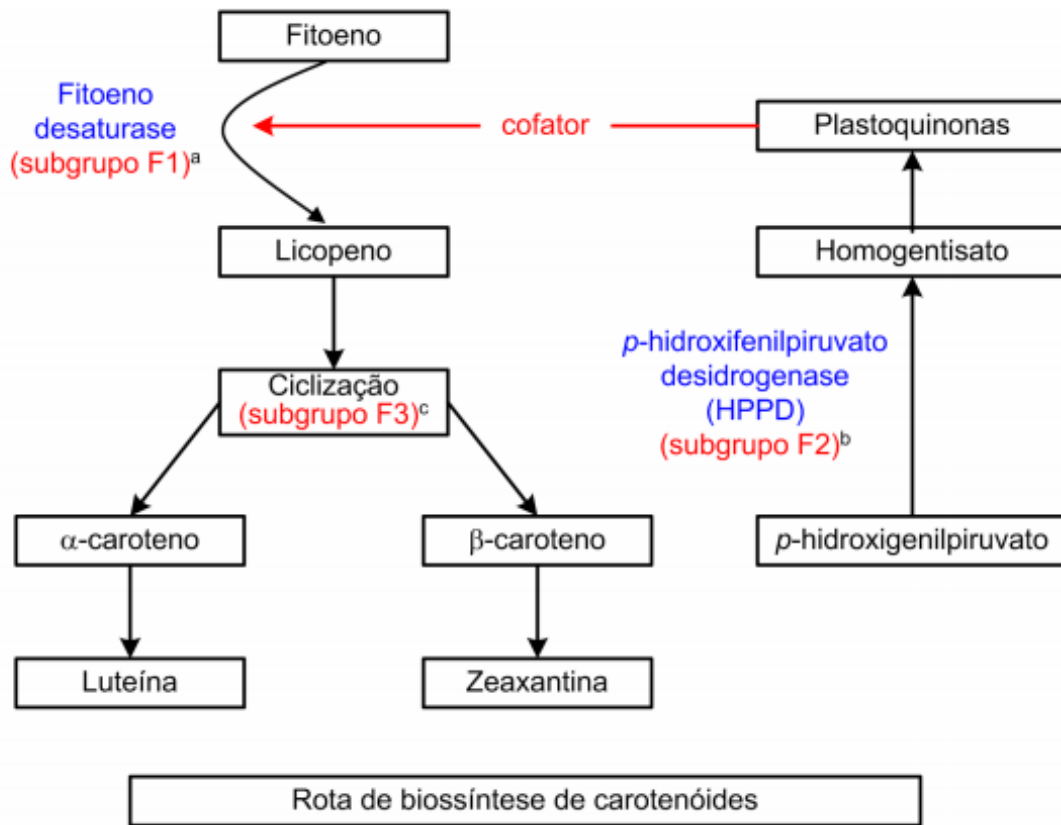 Fitoeno
Fitoeno
desaturase
(subgrupo F1)ᵃ
cofator
Plastoquinonas
Licopeno
Homogentisato
p-hidroxifenilpiruvato
desidrogenase
(HPPD)
(subgrupo F2)ᵇ
Ciclização
(subgrupo F3)ᶜ
α-caroteno
β-caroteno
p-hidroxigenilpiruvato
Luteína
Zeaxantina
Rota de biossíntese de carotenóides